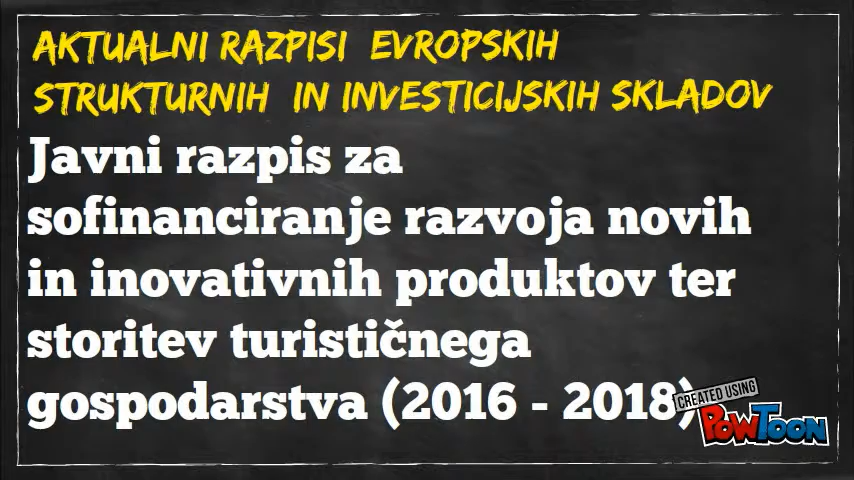 AKTUALNI RAZPISI EVROPSKIH
STRUKTURNIH IN INVESTICIJSKIH SKLADOV
Javni razpis za
sofinanciranje razvoja novih
in inovativnih produktov ter
storitev turističnega
gospodarstva (2016 - 2018)
CREATED USING
POWTOON